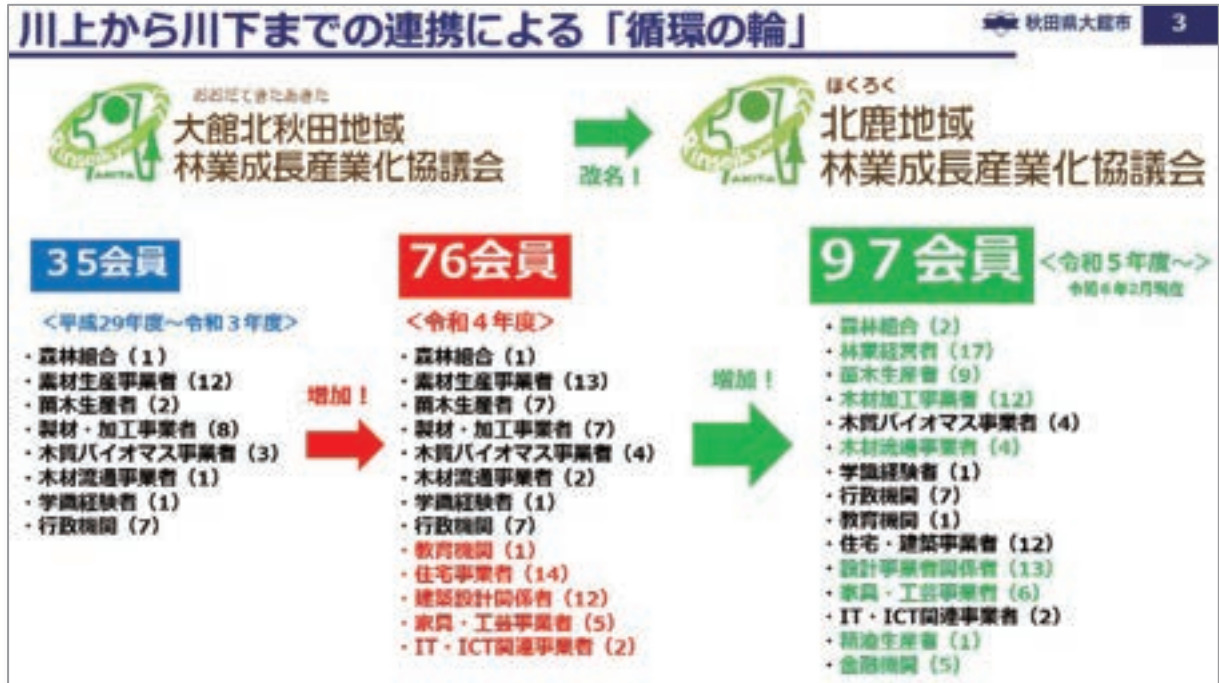 川上から川下までの連携による「循環の輪」
秋田県大館市
3
おおだてきたあきた
大館北秋田地域
林業成長産業化協議会
Rinseikyo
AKITA
改名！
ほくろく
北鹿地域
林業成長産業化協議会
Rinseikyo
AKITA
35会員
＜平成29年度～令和3年度＞
・森林組合（1）
・素材生産事業者（12）
・苗木生産者（2）
・製材・加工事業者（8）
・木質バイオマス事業者（3）
・木材流通事業者（1）
・学識経験者（1）
・行政機関（7）
増加！
76会員
＜令和4年度＞
・森林組合（1）
・素材生産事業者（13）
・苗木生産者（7）
・製材・加工事業者（7）
・木質バイオマス事業者（4）
・木材流通事業者（2）
・学識経験者（1）
・行政機関（7）
・教育機関（1）
・住宅事業者（14）
・建築設計関係者（12）
・家具・工芸事業者（5）
・IT・ICT関連事業者（2）
増加！
97会員
＜令和5年度～＞
令和6年2月現在
・森林組合（2）
・林業経営者（17）
・苗木生産者（9）
・木材加工事業者（12）
・木質バイオマス事業者（4）
・木材流通事業者（4）
・学識経験者（1）
・行政機関（7）
・教育機関（1）
・住宅・建築事業者（12）
・設計事業者関係者（13）
・家具・工芸事業者（6）
・IT・ICT関連事業者（2）
・精油生産者（1）
・金融機関（5）